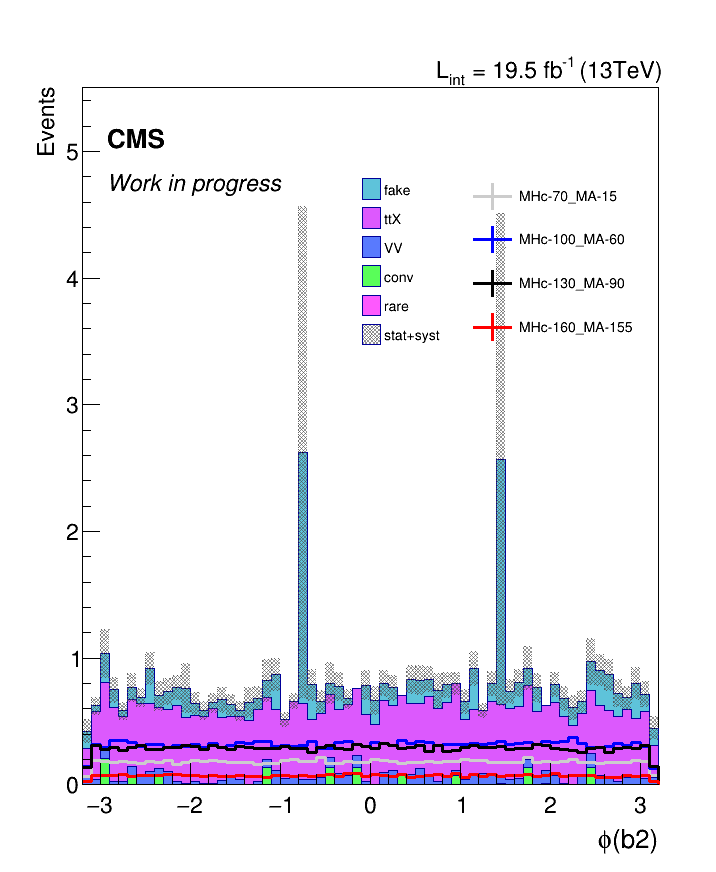 L_int = 19.5 fb^-1 (13TeV)
Events
CMS
Work in progress
fake
ttX
VV
conv
rare
stat+syst
MHc-70_MA-15
MHc-100_MA-60
MHc-130_MA-90
MHc-160_MA-155
5
4
3
2
1
0
−3 −2 −1 0 1 2 3
ϕ(b2)